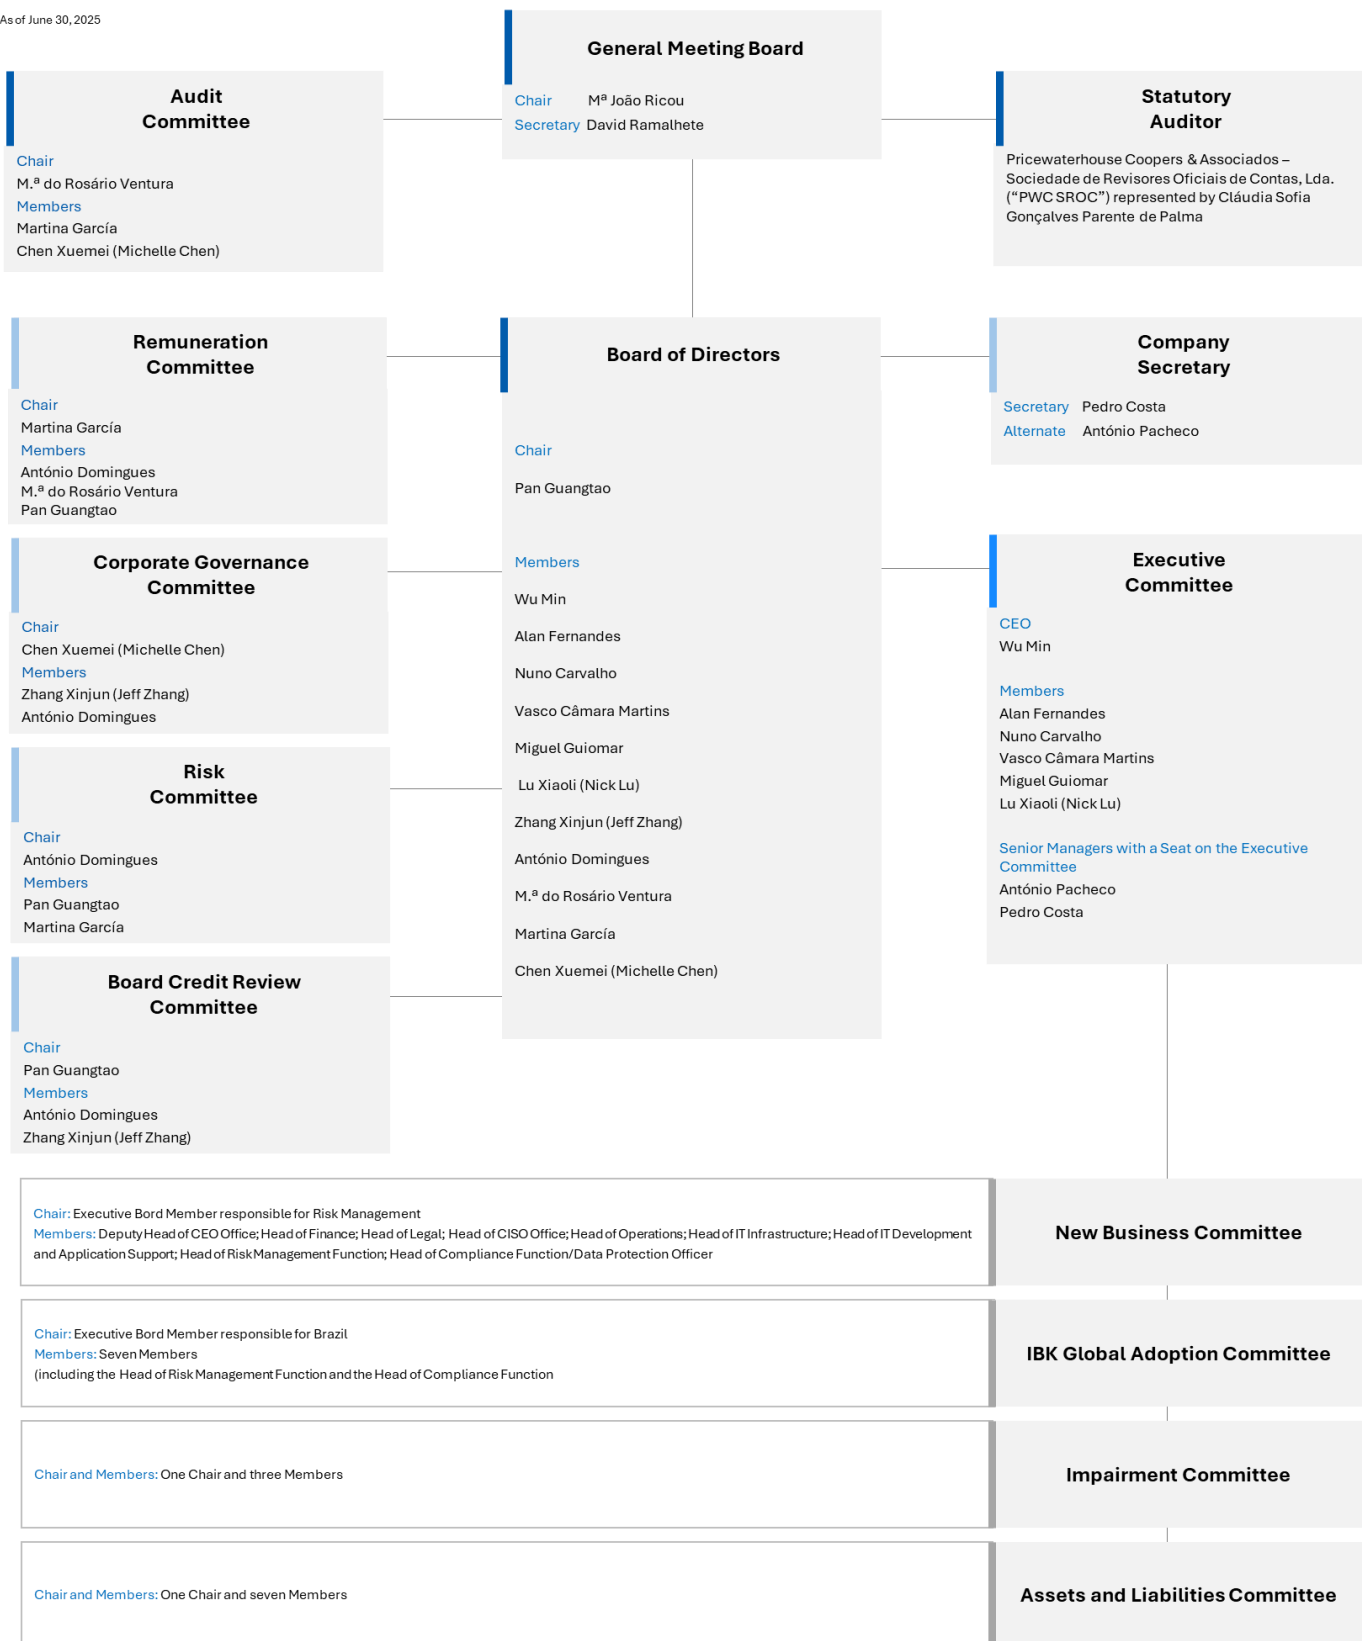 As of June 30, 2025
General Meeting Board
Chair Mª João Ricou
Secretary David Ramalhete
Audit
Committee
Chair
M.ª do Rosário Ventura
Members
Martina García
Chen Xuemei (Michelle Chen)
Statutory
Auditor
Pricewaterhouse Coopers & Associados –
Sociedade de Revisores Oficiais de Contas, Lda.
(“PWC SROC”) represented by Cláudia Sofia
Gonçalves Parente de Palma
Remuneration
Committee
Chair
Martina García
Members
António Domingues
M.ª do Rosário Ventura
Pan Guangtao
Board of Directors
Chair
Pan Guangtao
Members
Wu Min
Alan Fernandes
Nuno Carvalho
Vasco Câmara Martins
Miguel Guiomar
Lu Xiaoli (Nick Lu)
Zhang Xinjun (Jeff Zhang)
António Domingues
M.ª do Rosário Ventura
Martina García
Chen Xuemei (Michelle Chen)
Company
Secretary
Secretary Pedro Costa
Alternate António Pacheco
Corporate Governance
Committee
Chair
Chen Xuemei (Michelle Chen)
Members
Zhang Xinjun (Jeff Zhang)
António Domingues
Executive
Committee
CEO
Wu Min
Members
Alan Fernandes
Nuno Carvalho
Vasco Câmara Martins
Miguel Guiomar
Lu Xiaoli (Nick Lu)
Senior Managers with a Seat on the Executive
Committee
António Pacheco
Pedro Costa
Risk
Committee
Chair
António Domingues
Members
Pan Guangtao
Martina García
Board Credit Review
Committee
Chair
Pan Guangtao
Members
António Domingues
Zhang Xinjun (Jeff Zhang)
Chair: Executive Bord Member responsible for Risk Management
Members: Deputy Head of CEO Office; Head of Finance; Head of Legal; Head of CISO Office; Head of Operations; Head of IT Infrastructure; Head of IT Development
and Application Support; Head of Risk Management Function; Head of Compliance Function/Data Protection Officer
New Business Committee
Chair: Executive Bord Member responsible for Brazil
Members: Seven Members
(including the Head of Risk Management Function and the Head of Compliance Function
IBK Global Adoption Committee
Chair and Members: One Chair and three Members
Impairment Committee
Chair and Members: One Chair and seven Members
Assets and Liabilities Committee